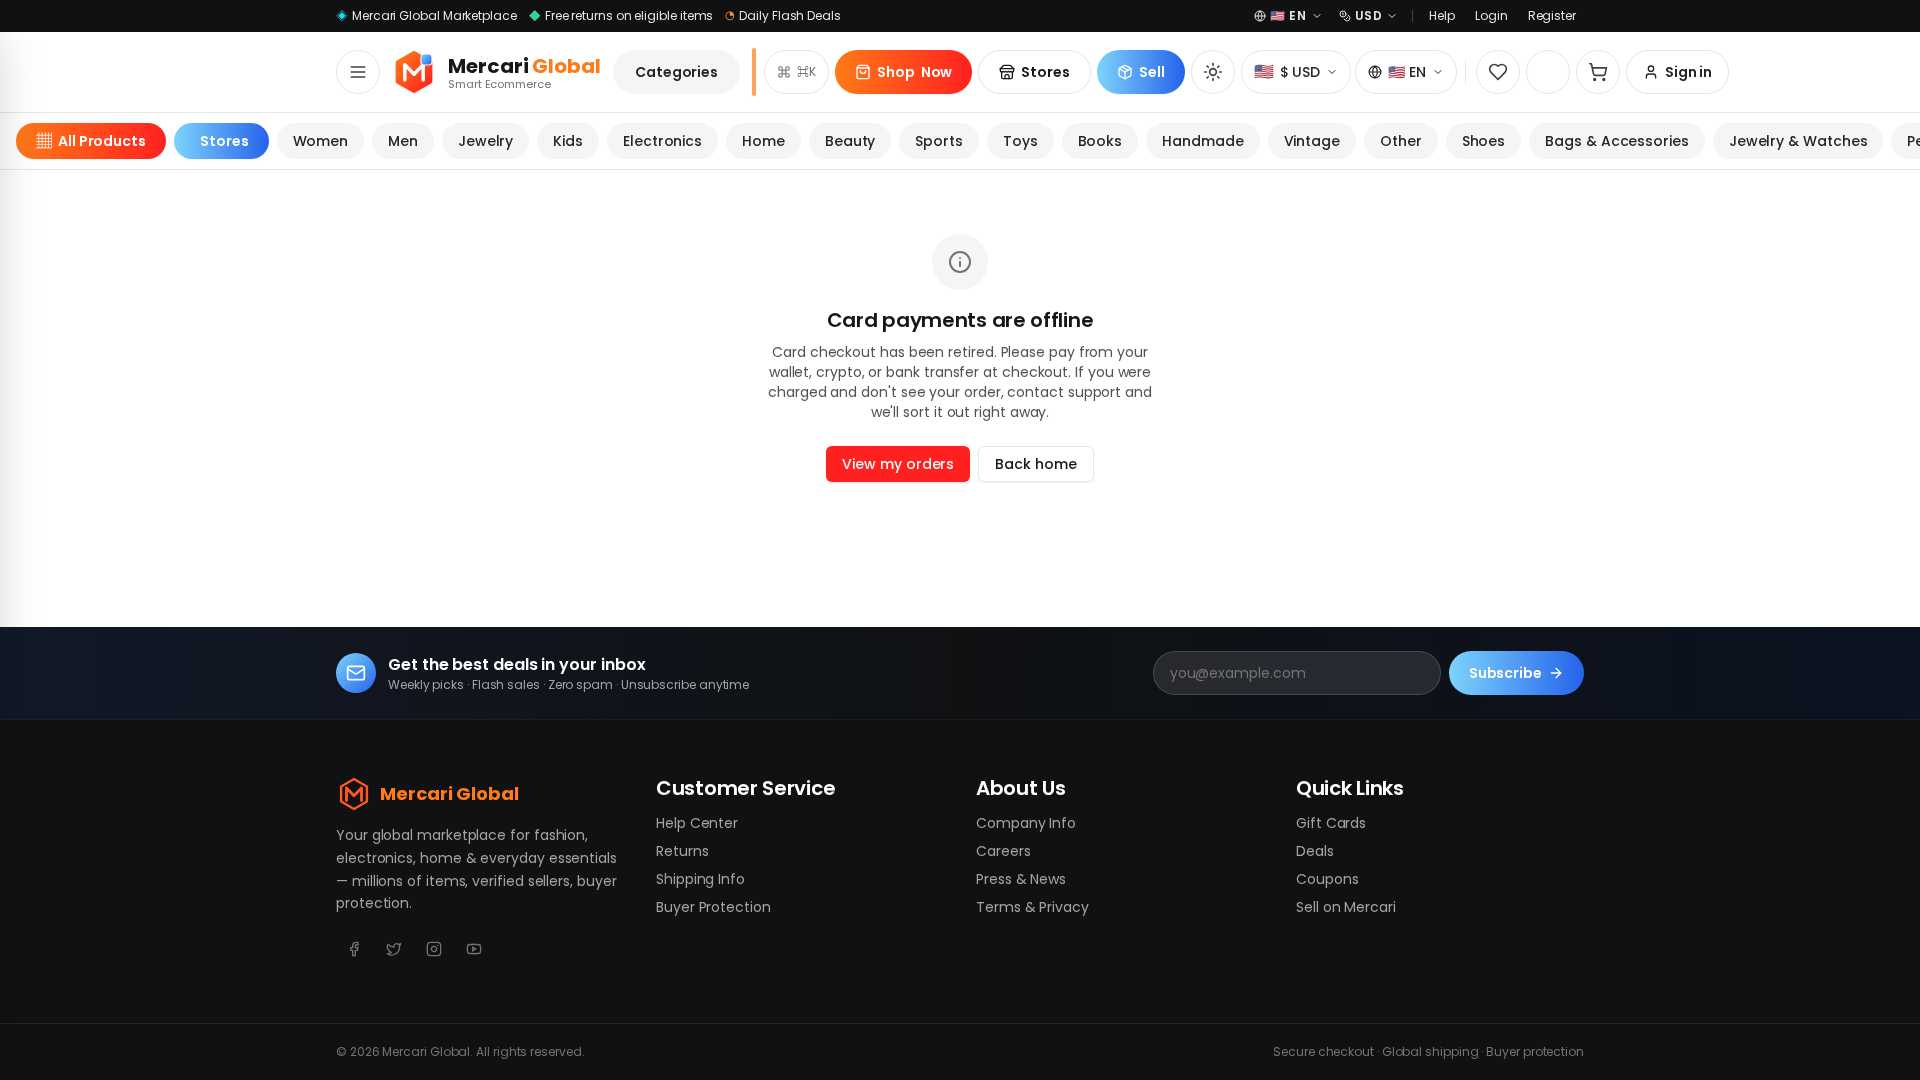 Mercari Global Marketplace Free returns on eligible items Daily Flash Deals 🇺🇸 EN USD Help Login Register
Mercari Global
Smart Ecommerce
Categories ⌘K Shop Now Stores Sell 🇺🇸 $ USD 🇺🇸 EN Sign in
All Products Stores Women Men Jewelry Kids Electronics Home Beauty Sports Toys Books Handmade Vintage Other Shoes Bags & Accessories Jewelry & Watches Pe
Card payments are offline
Card checkout has been retired. Please pay from your
wallet, crypto, or bank transfer at checkout. If you were
charged and don't see your order, contact support and
we'll sort it out right away.
View my orders Back home
Get the best deals in your inbox
Weekly picks · Flash sales · Zero spam · Unsubscribe anytime
you@example.com Subscribe
Mercari Global
Your global marketplace for fashion,
electronics, home & everyday essentials
— millions of items, verified sellers, buyer
protection.
Customer Service
Help Center
Returns
Shipping Info
Buyer Protection
About Us
Company Info
Careers
Press & News
Terms & Privacy
Quick Links
Gift Cards
Deals
Coupons
Sell on Mercari
© 2026 Mercari Global. All rights reserved.
Secure checkout · Global shipping · Buyer protection